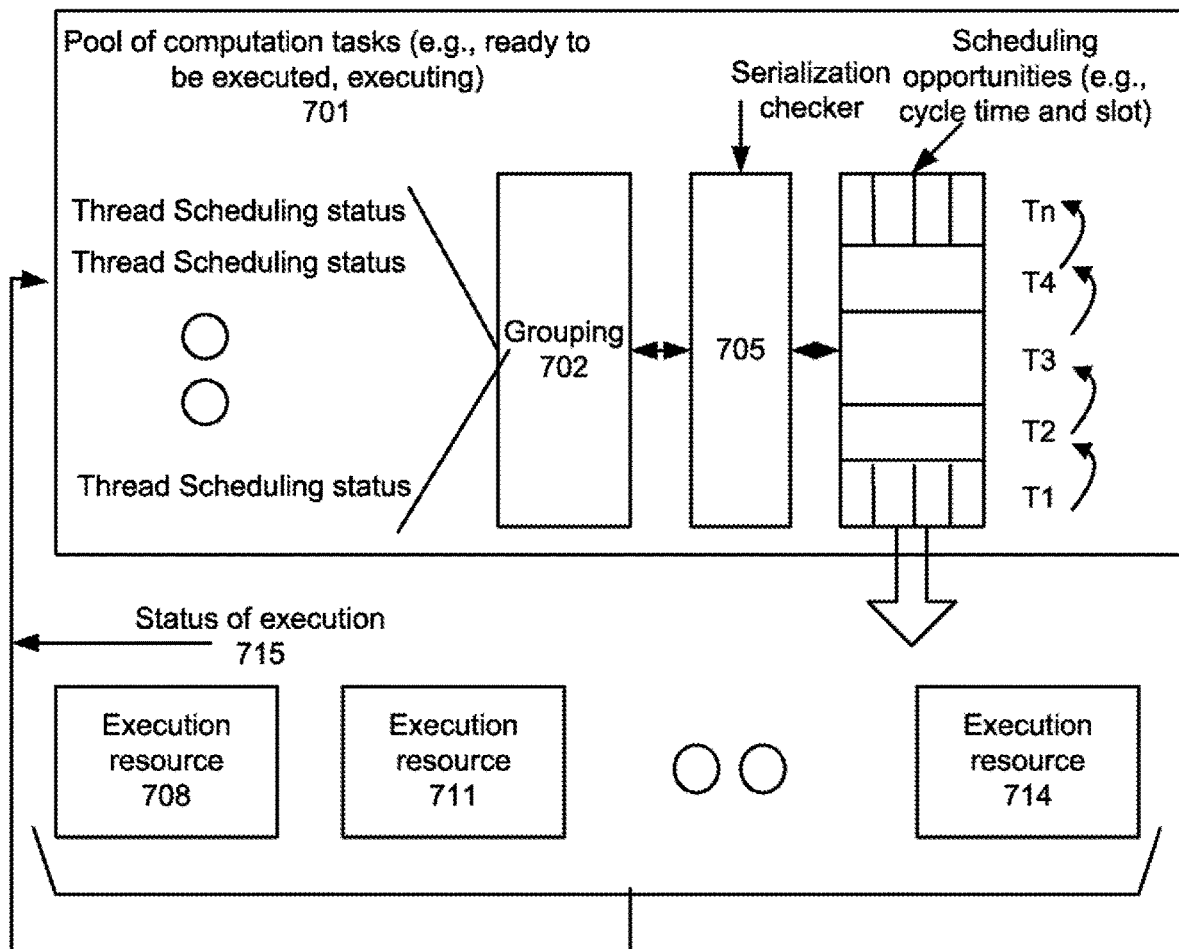 Pool of computation tasks (e.g., ready to
be executed, executing)
701
Serialization
checker
Scheduling
opportunities (e.g.,
cycle time and slot)
Thread Scheduling status
Thread Scheduling status
Thread Scheduling status
Grouping
702
705
Tn
T4
T3
T2
T1
Status of execution
715
Execution
resource
708
Execution
resource
711
Execution
resource
714